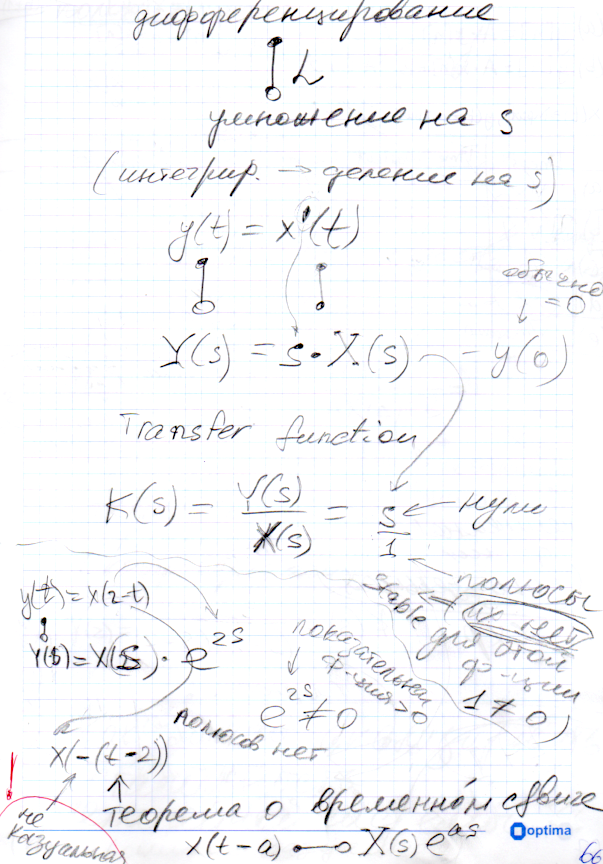 дифференцирование
L
умножение на s
(интегрир. → деление на s)
y(t) = x'(t)
обычно
= 0
Y(s) = s · X(s) - y(0)
Transfer function
K(s) = Y(s) / X(s) = s / 1
нули
полюсы
stable
их нет
для этой
ф-ции
1 ≠ 0
y(t) = x(2-t)
Y(s) = X(s) · e^2s
показательная
ф-ция > 0
e^2s ≠ 0
полюсов нет
x(-(t-2))
!
не
казуальная
теорема о временном сдвиге
x(t-a) X(s) e^as
optima
66